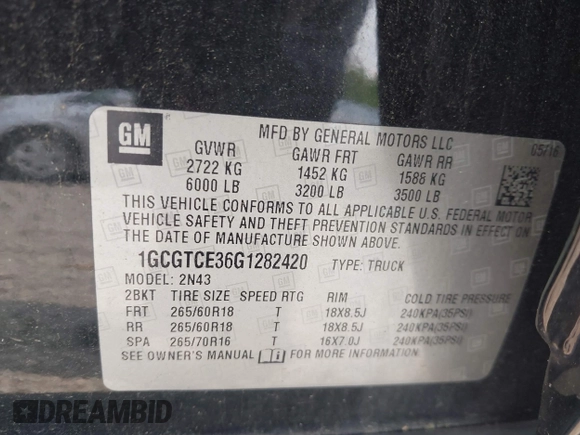 GM
MFD BY GENERAL MOTORS LLC
05/16
GVWR GAWR FRT GAWR RR
2722 KG 1452 KG 1588 KG
6000 LB 3200 LB 3500 LB
THIS VEHICLE CONFORMS TO ALL APPLICABLE U.S. FEDERAL MOTOR
VEHICLE SAFETY AND THEFT PREVENTION STANDARDS IN EFFECT ON
THE DATE OF MANUFACTURE SHOWN ABOVE.
1GCGTCE36G1282420 TYPE: TRUCK
MODEL: 2N43
2BKT TIRE SIZE SPEED RTG RIM COLD TIRE PRESSURE
FRT 265/60R18 T 18X8.5J 240KPA(35PSI)
RR 265/60R18 T 18X8.5J 240KPA(35PSI)
SPA 265/70R16 T 16X7.0J 240KPA(35PSI)
SEE OWNER'S MANUAL i FOR MORE INFORMATION
DREAMBID